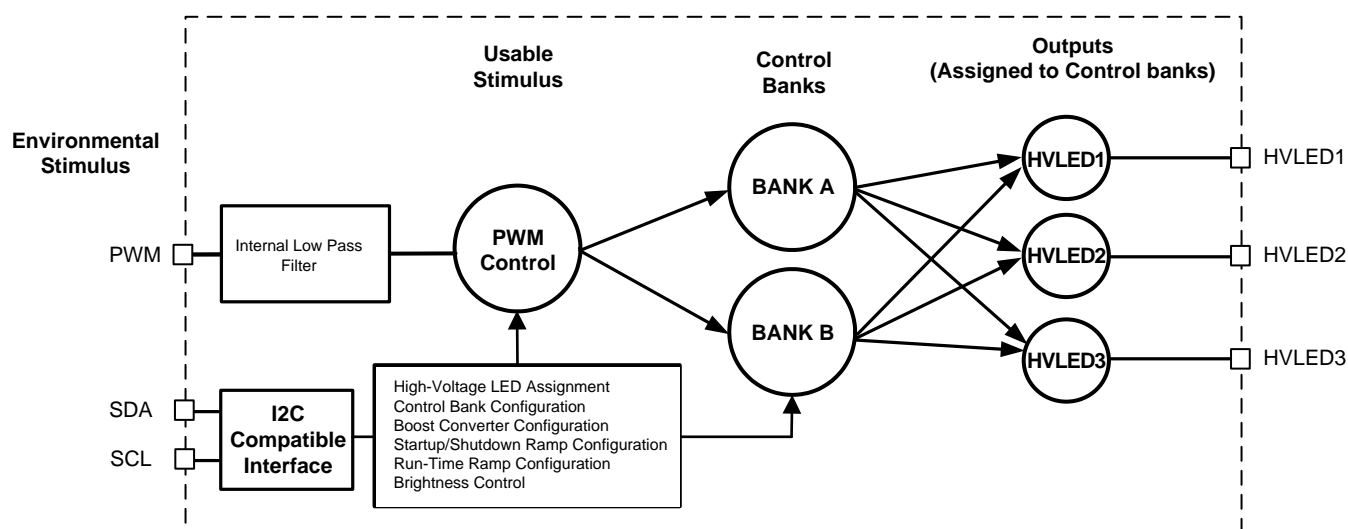 Environmental
Stimulus
Usable
Stimulus
Control
Banks
Outputs
(Assigned to Control banks)
PWM
Internal Low Pass
Filter
PWM
Control
BANK A
BANK B
HVLED1
HVLED2
HVLED3
HVLED1
HVLED2
HVLED3
SDA
SCL
I2C
Compatible
Interface
High-Voltage LED Assignment
Control Bank Configuration
Boost Converter Configuration
Startup/Shutdown Ramp Configuration
Run-Time Ramp Configuration
Brightness Control